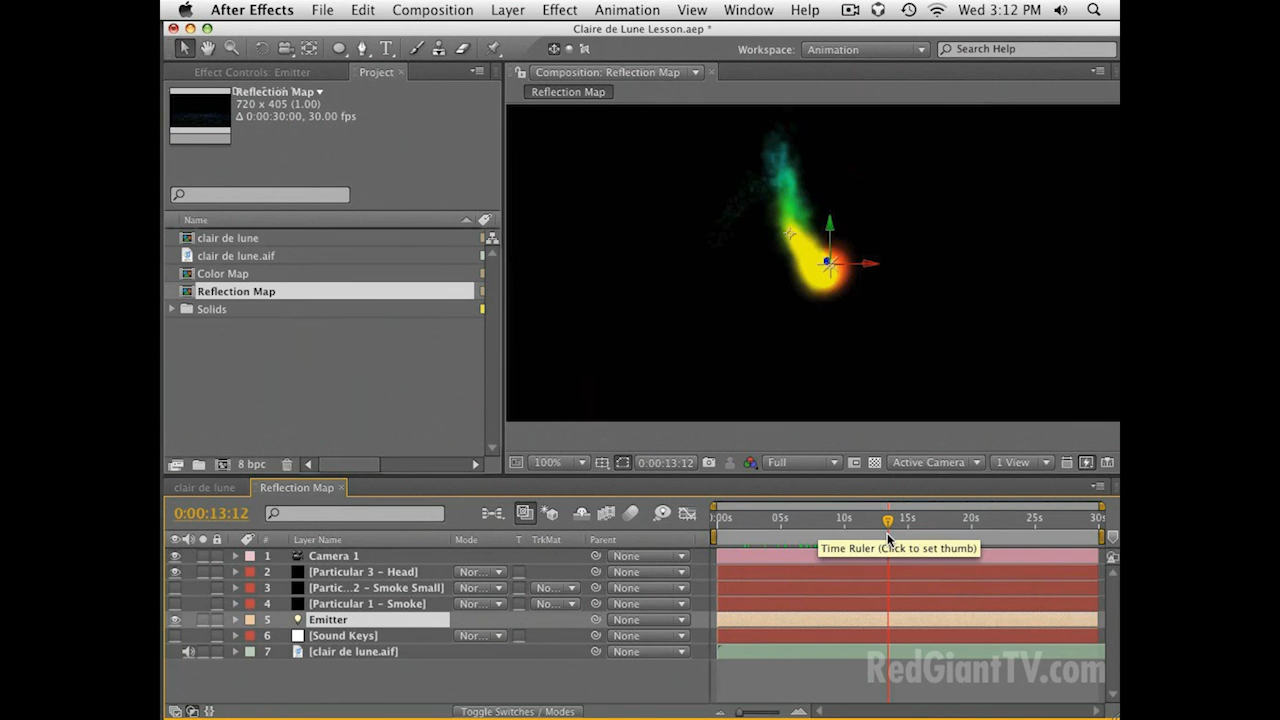 After Effects File Edit Composition Layer Effect Animation View Window Help Wed 3:12 PM
Claire de Lune Lesson.aep *
Workspace: Animation Search Help
Effect Controls: Emitter Project × Composition: Reflection Map ×
Reflection Map
Reflection Map
720 x 405 (1.00)
Δ 0:00:30:00, 30.00 fps
Name
clair de lune
clair de lune.aif
Color Map
Reflection Map
Solids
8 bpc 100% 0:00:13:12 Full Active Camera 1 View
clair de lune Reflection Map ×
0:00:13:12 0:00s 05s 10s 15s 20s 25s 30s
# Layer Name Mode T TrkMat Parent
Time Ruler (Click to set thumb)
1 Camera 1 None
2 [Particular 3 - Head] Nor... None
3 [Partic...2 - Smoke Small] Nor... No... None
4 [Particular 1 - Smoke] Nor... No... None
5 Emitter None
6 [Sound Keys] Nor... None
7 [clair de lune.aif] None
RedGiantTV.com
Toggle Switches / Modes